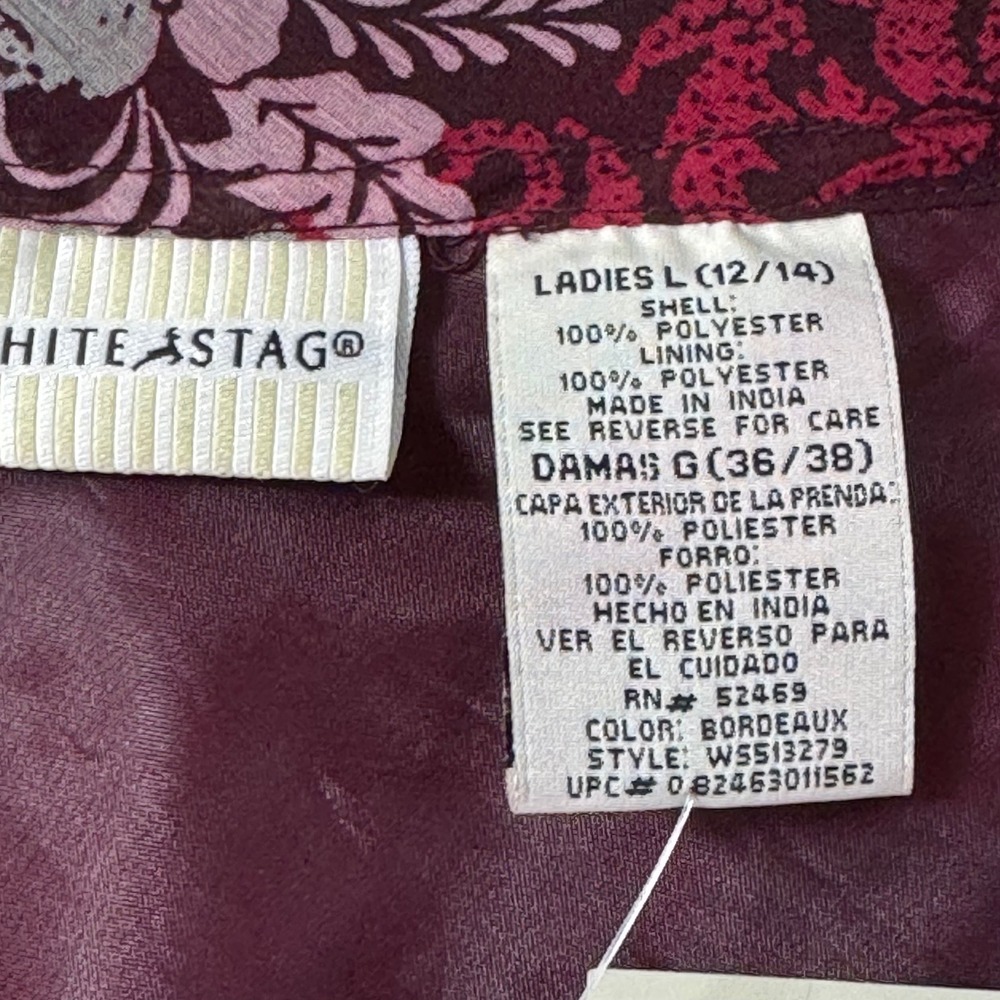 HITE STAG®
LADIES L (12/14)
SHELL:
100% POLYESTER
LINING:
100% POLYESTER
MADE IN INDIA
SEE REVERSE FOR CARE
DAMAS G (36/38)
CAPA EXTERIOR DE LA PRENDA:
100% POLIESTER
FORRO:
100% POLIESTER
HECHO EN INDIA
VER EL REVERSO PARA
EL CUIDADO
RN# 52469
COLOR: BORDEAUX
STYLE: WS513279
UPC# 082463011562